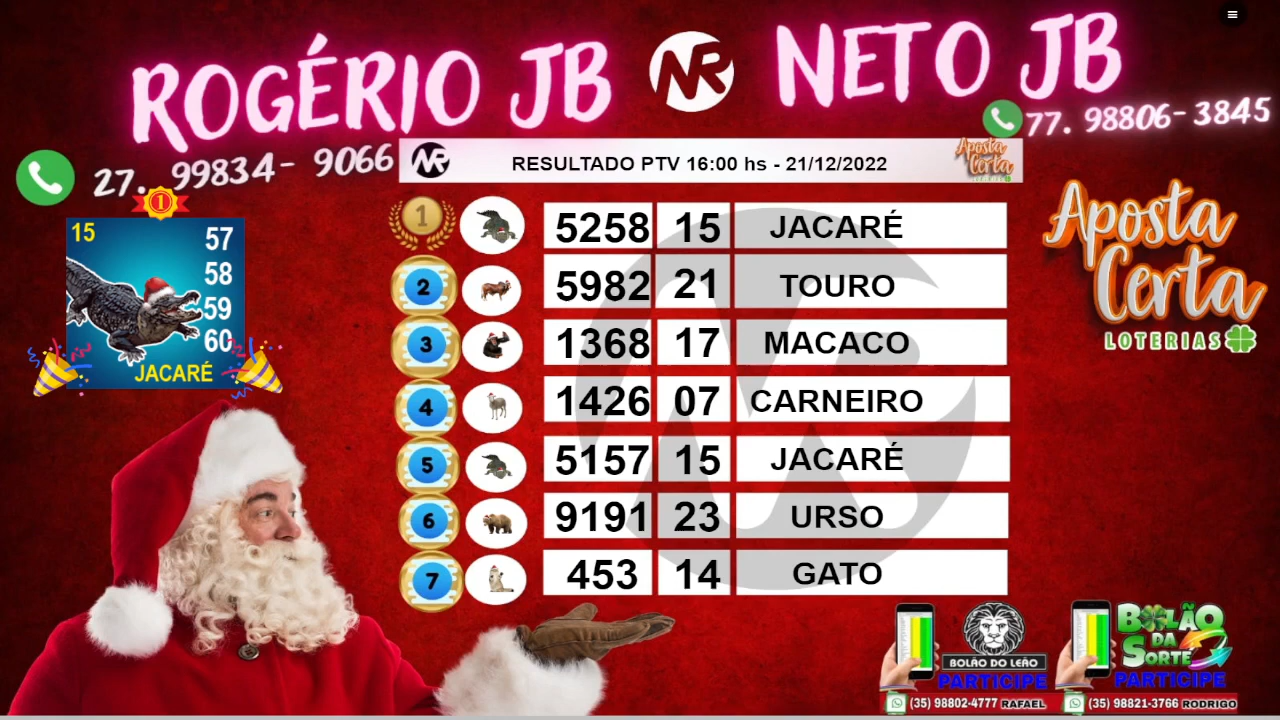 ROGÉRIO JB NR NETO JB
27. 99834-9066
77. 98806-3845
NR RESULTADO PTV 16:00 hs - 21/12/2022 Aposta Certa
1
15
57
58
59
60
JACARÉ
Aposta
Certa
LOTERIAS
1 5258 15 JACARÉ
2 5982 21 TOURO
3 1368 17 MACACO
4 1426 07 CARNEIRO
5 5157 15 JACARÉ
6 9191 23 URSO
7 453 14 GATO
BOLÃO DO LEÃO
PARTICIPE
(35) 98802-4777 RAFAEL
BOLÃO
DA
SORTE
PARTICIPE
(35) 98821-3766 RODRIGO